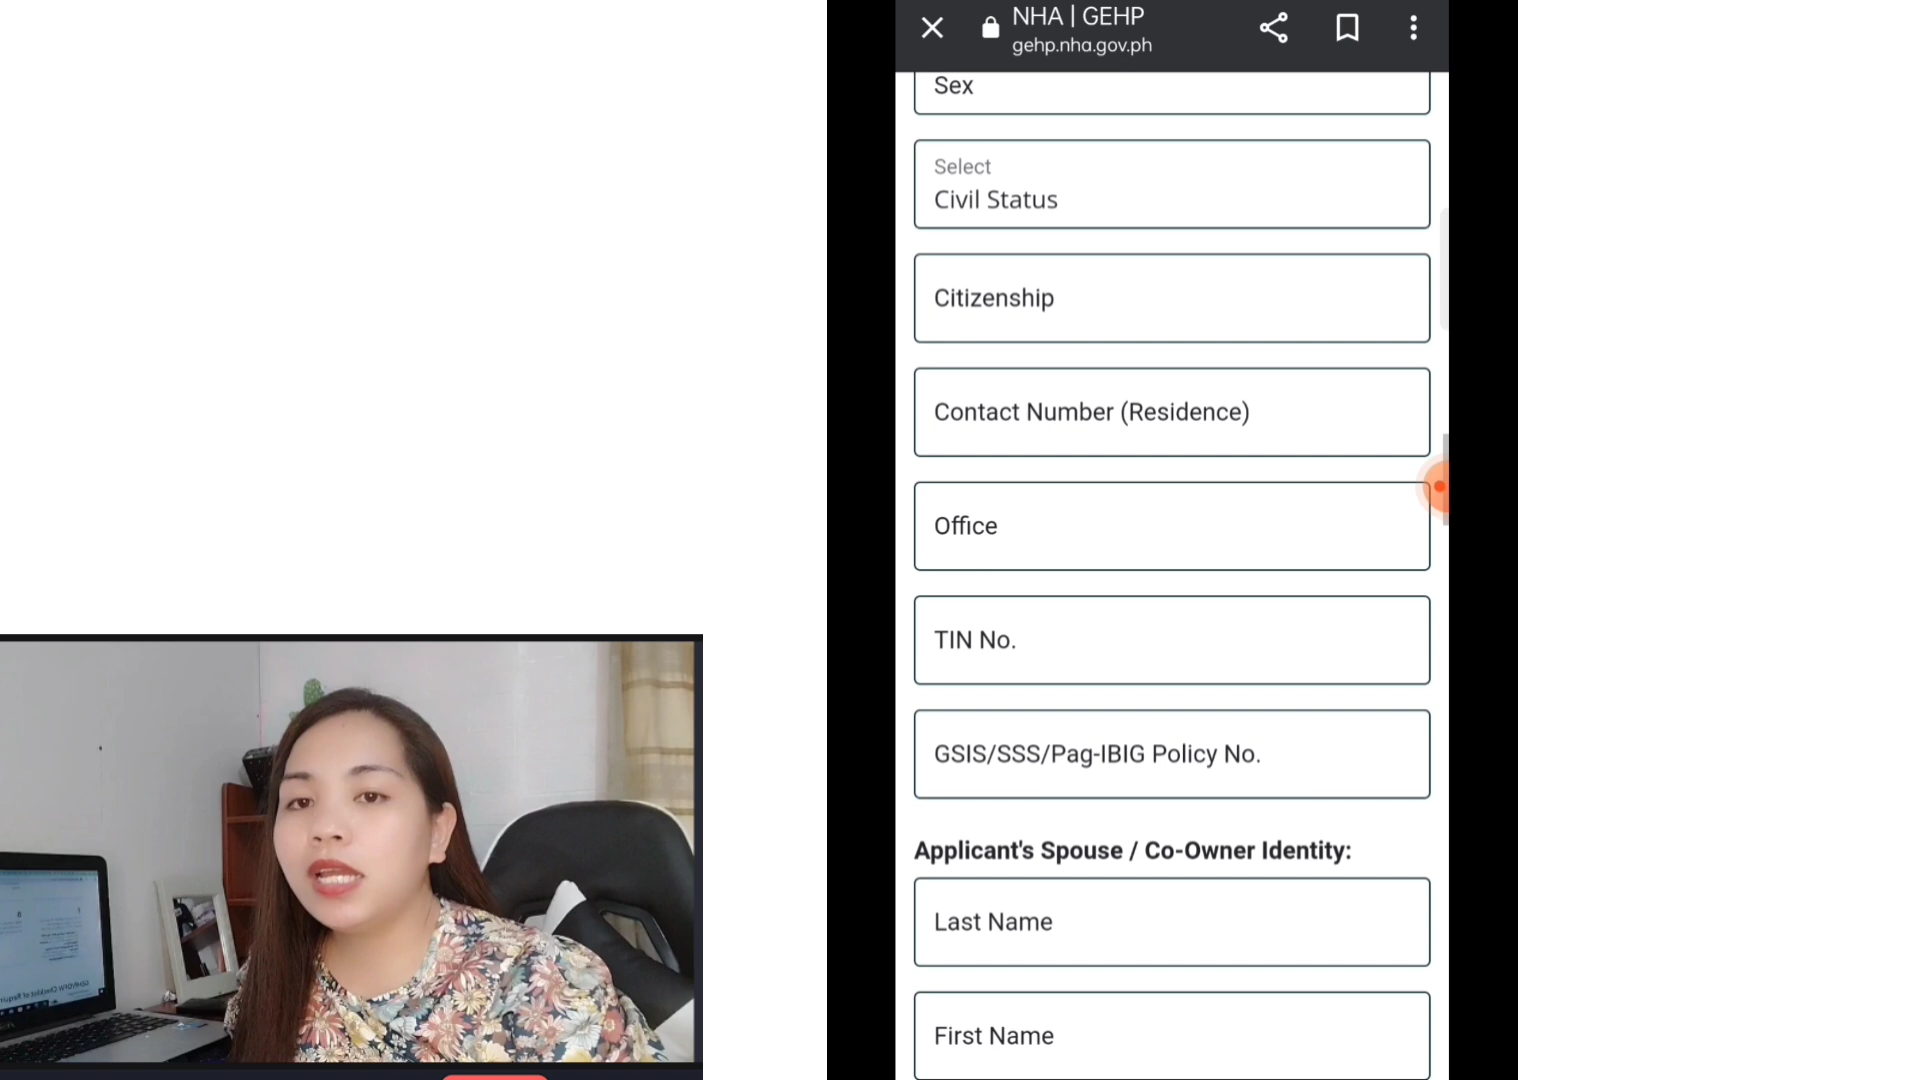 NHA | GEHP
gehp.nha.gov.ph
Sex
Select
Civil Status
Citizenship
Contact Number (Residence)
Office
TIN No.
GSIS/SSS/Pag-IBIG Policy No.
Applicant's Spouse / Co-Owner Identity:
Last Name
First Name